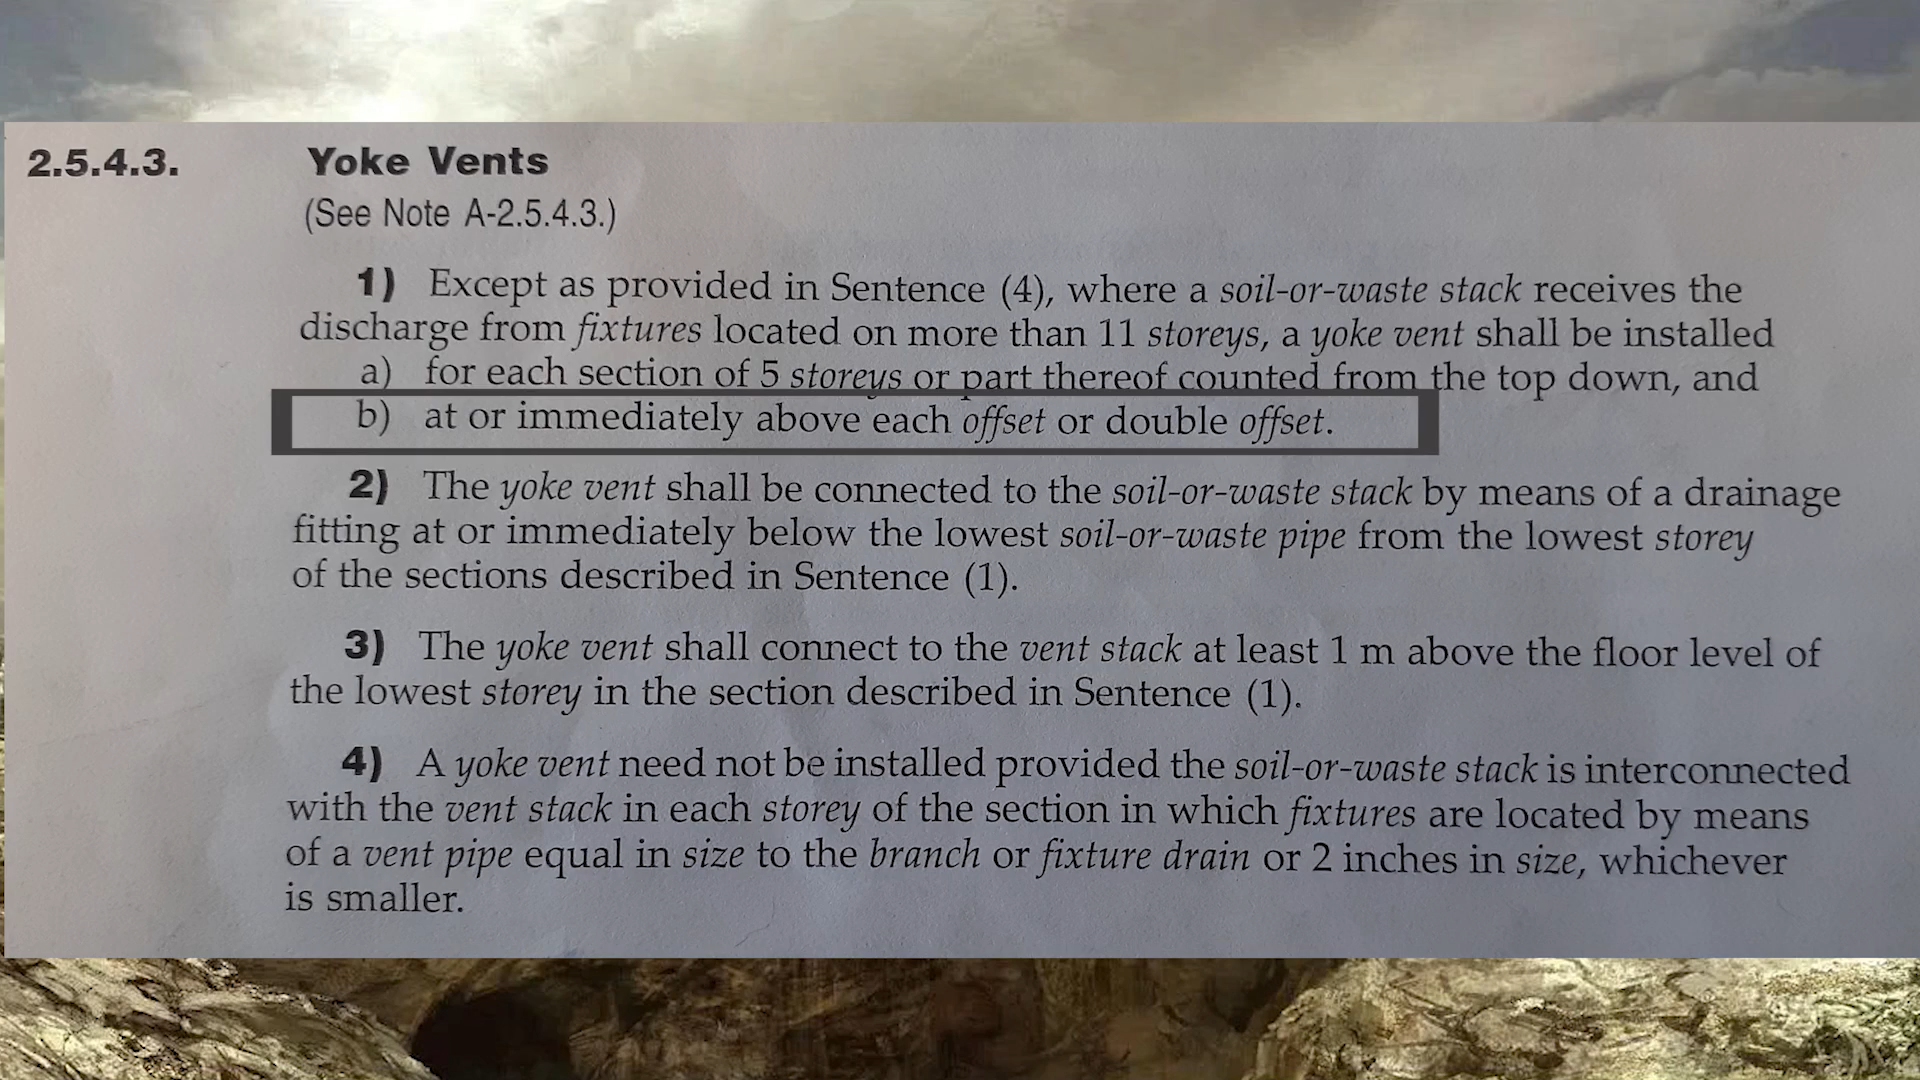 2.5.4.3. Yoke Vents
(See Note A-2.5.4.3.)
1) Except as provided in Sentence (4), where a soil-or-waste stack receives the
discharge from fixtures located on more than 11 storeys, a yoke vent shall be installed
a) for each section of 5 storeys or part thereof counted from the top down, and
b) at or immediately above each offset or double offset.
2) The yoke vent shall be connected to the soil-or-waste stack by means of a drainage
fitting at or immediately below the lowest soil-or-waste pipe from the lowest storey
of the sections described in Sentence (1).
3) The yoke vent shall connect to the vent stack at least 1 m above the floor level of
the lowest storey in the section described in Sentence (1).
4) A yoke vent need not be installed provided the soil-or-waste stack is interconnected
with the vent stack in each storey of the section in which fixtures are located by means
of a vent pipe equal in size to the branch or fixture drain or 2 inches in size, whichever
is smaller.